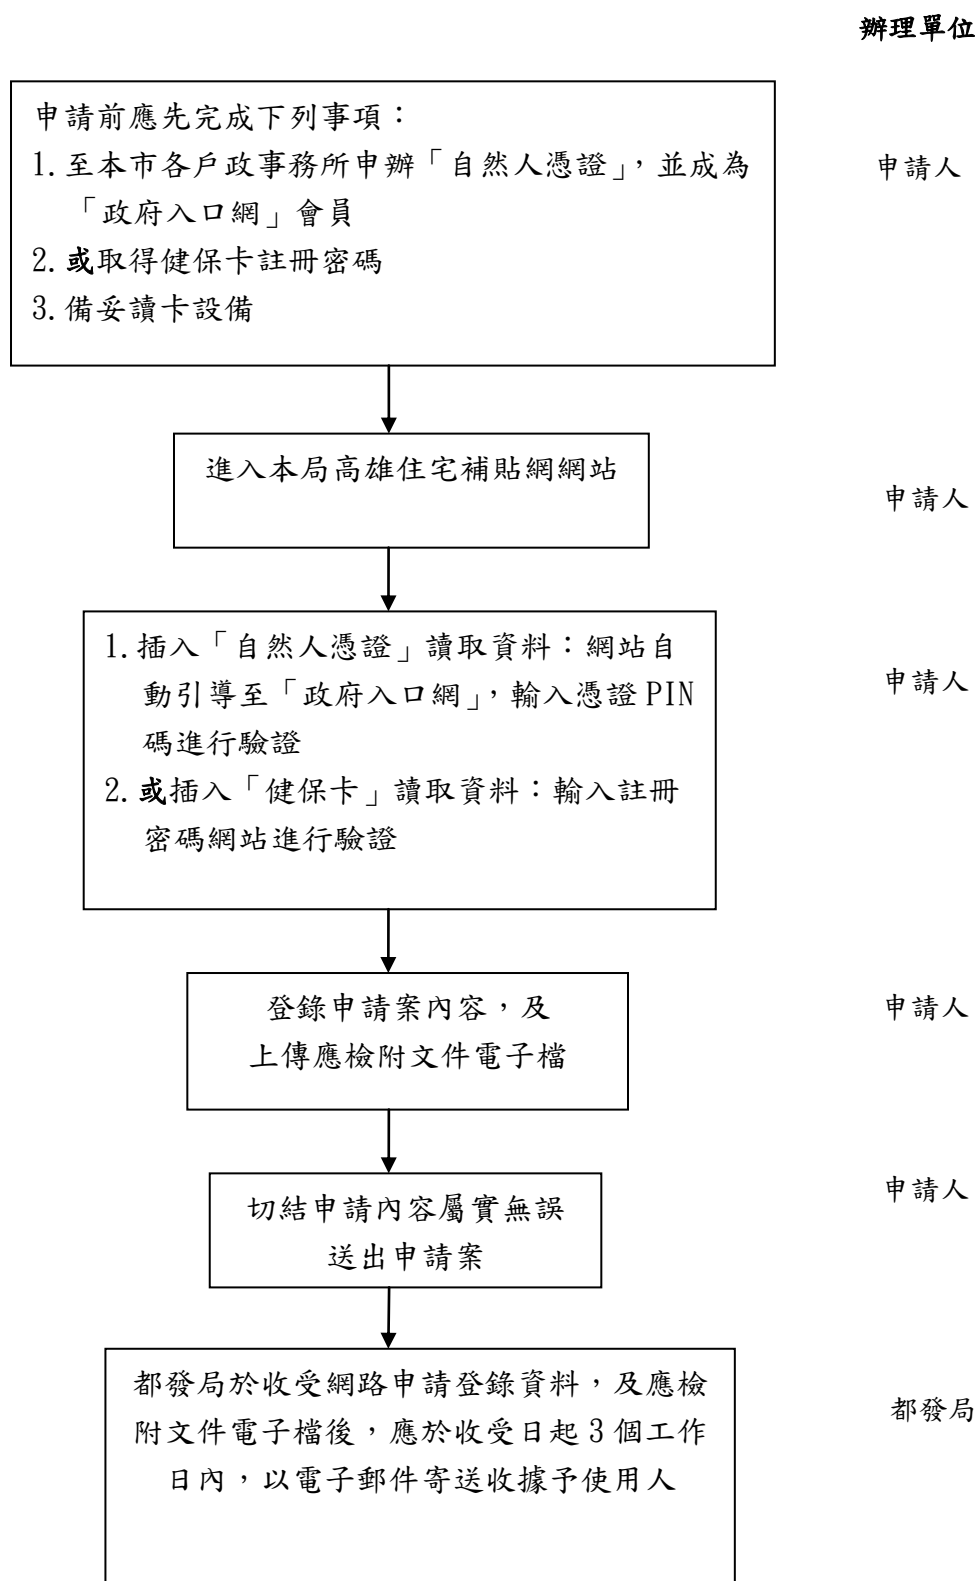 辦理單位
申請前應先完成下列事項：
1.至本市各戶政事務所申辦「自然人憑證」，並成為
「政府入口網」會員
2.或取得健保卡註冊密碼
3.備妥讀卡設備
申請人
進入本局高雄住宅補貼網網站
申請人
1.插入「自然人憑證」讀取資料：網站自
動引導至「政府入口網」，輸入憑證 PIN
碼進行驗證
2.或插入「健保卡」讀取資料：輸入註冊
密碼網站進行驗證
申請人
登錄申請案內容，及
上傳應檢附文件電子檔
申請人
切結申請內容屬實無誤
送出申請案
申請人
都發局於收受網路申請登錄資料，及應檢
附文件電子檔後，應於收受日起 3 個工作
日內，以電子郵件寄送收據予使用人
都發局